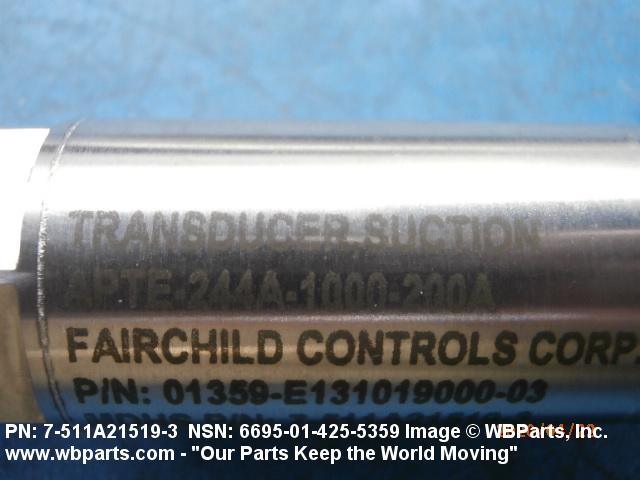 TRANSDUCER,SUCTION
APTE-244A-1000-200A
FAIRCHILD CONTROLS CORP.
P/N: 01359-E131019000-03
PN: 7-511A21519-3 NSN: 6695-01-425-5359 Image © WBParts, Inc.
www.wbparts.com - "Our Parts Keep the World Moving"